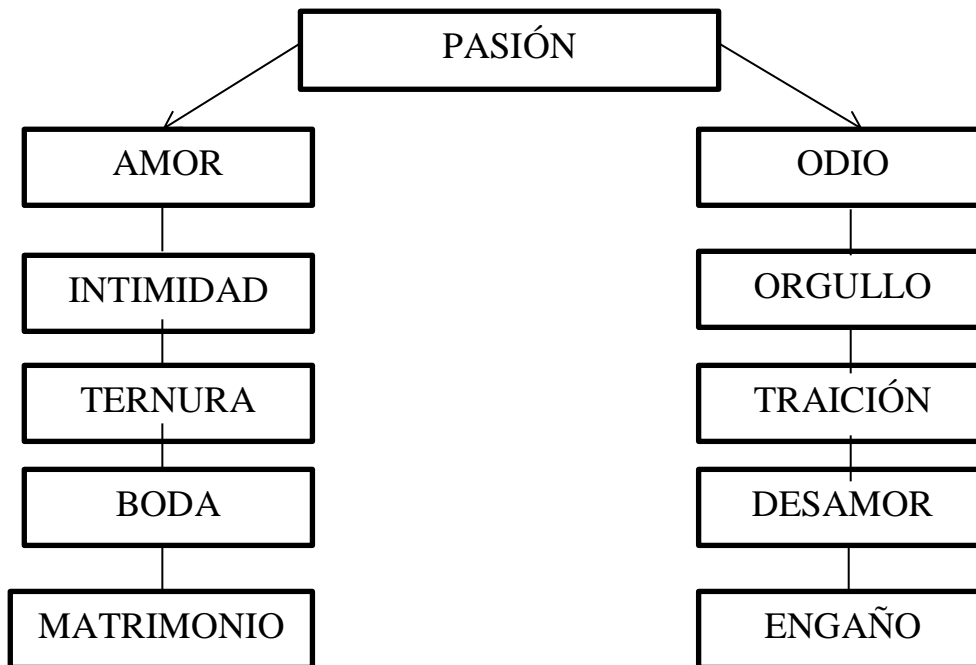 PASIÓN
AMOR
ODIO
INTIMIDAD
ORGULLO
TERNURA
TRAICIÓN
BODA
DESAMOR
MATRIMONIO
ENGAÑO